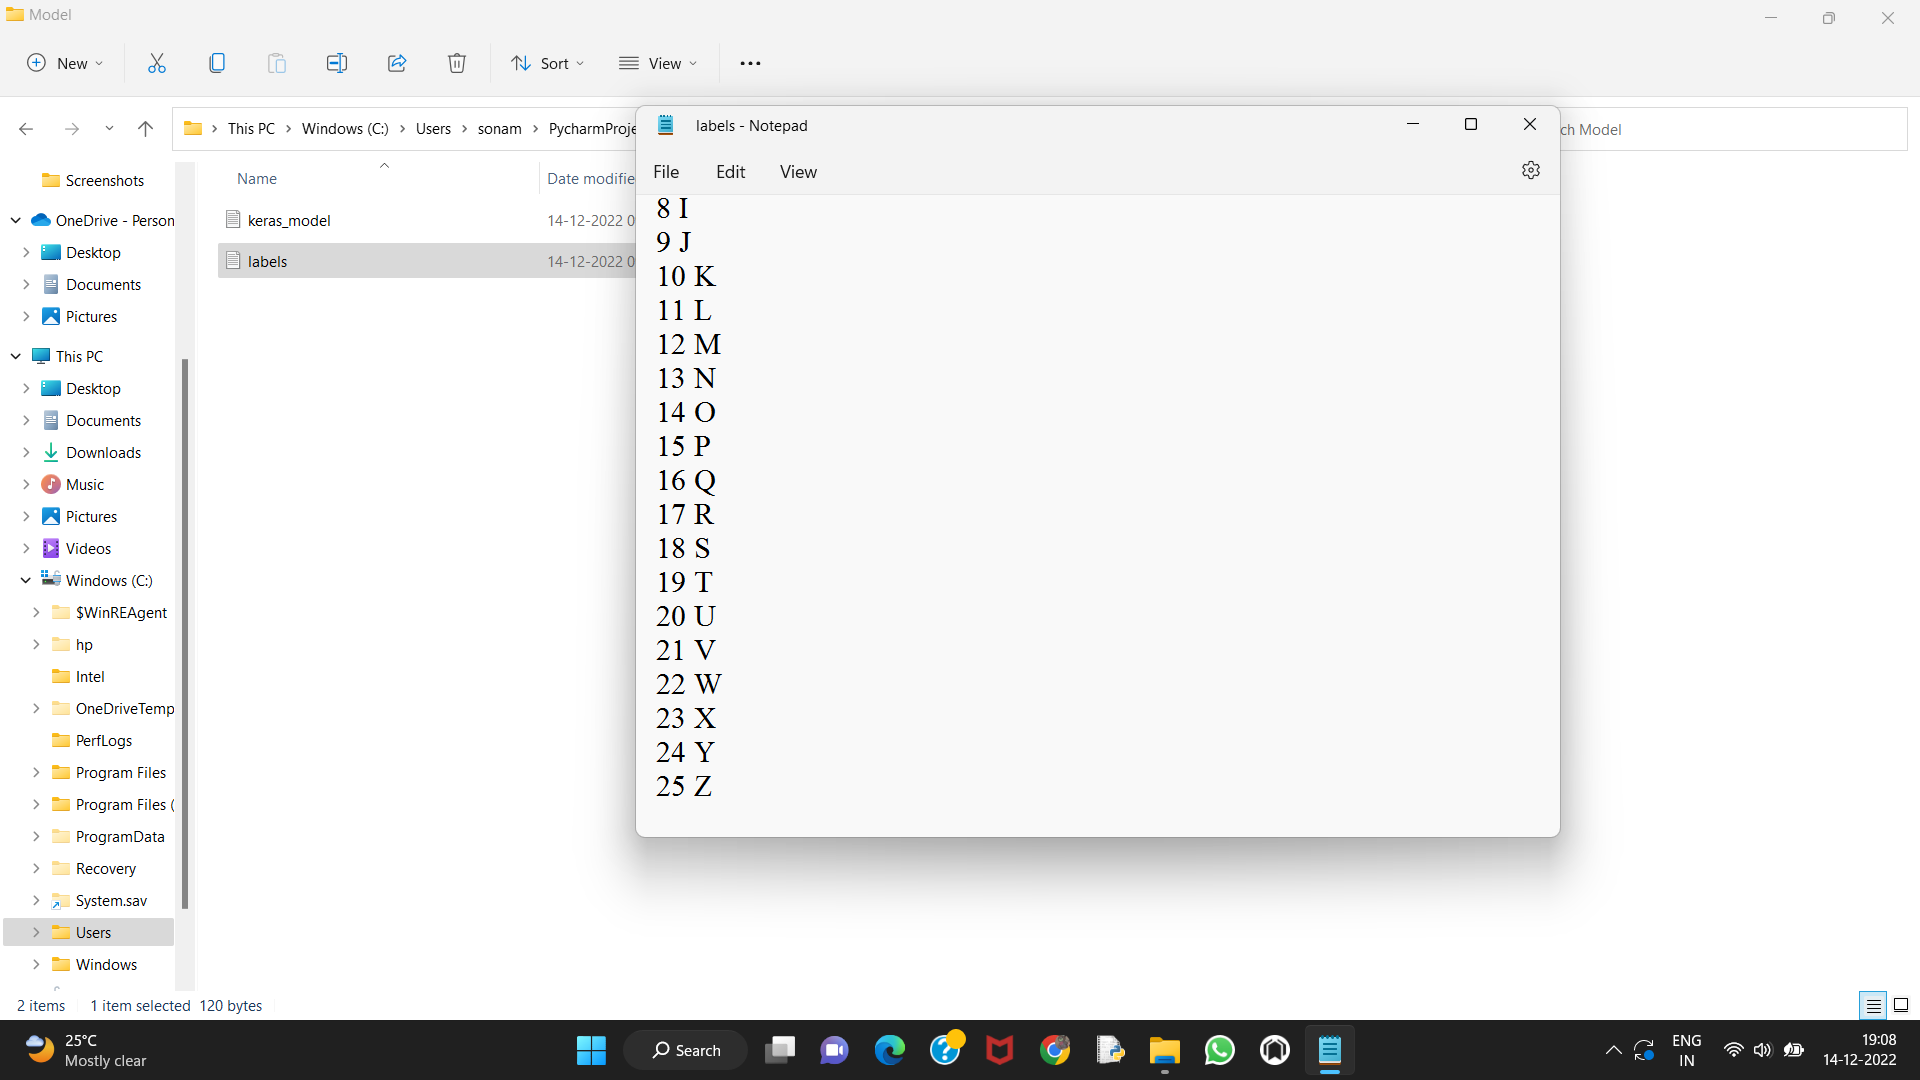 Model
New
Sort
View
This PC
Windows (C:)
Users
sonam
PycharmProje
ch Model
Screenshots
OneDrive - Person
Desktop
Documents
Pictures
This PC
Desktop
Documents
Downloads
Music
Pictures
Videos
Windows (C:)
$WinREAgent
hp
Intel
OneDriveTemp
PerfLogs
Program Files
Program Files (
ProgramData
Recovery
System.sav
Users
Windows
Name
Date modifie
keras_model
14-12-2022 0
labels
14-12-2022 0
labels - Notepad
File
Edit
View
8 I
9 J
10 K
11 L
12 M
13 N
14 O
15 P
16 Q
17 R
18 S
19 T
20 U
21 V
22 W
23 X
24 Y
25 Z
2 items
1 item selected 120 bytes
25°C
Mostly clear
Search
ENG
IN
19:08
14-12-2022